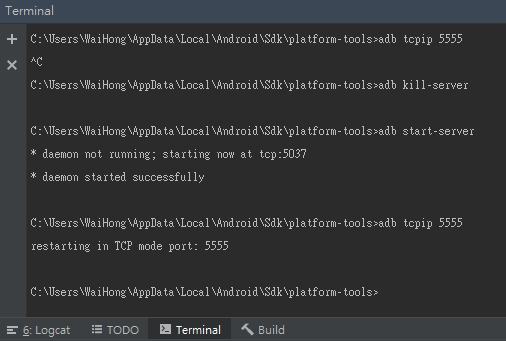 Terminal
C:\Users\WaiHong\AppData\Local\Android\Sdk\platform-tools>adb tcpip 5555
^C
C:\Users\WaiHong\AppData\Local\Android\Sdk\platform-tools>adb kill-server
C:\Users\WaiHong\AppData\Local\Android\Sdk\platform-tools>adb start-server
* daemon not running; starting now at tcp:5037
* daemon started successfully
C:\Users\WaiHong\AppData\Local\Android\Sdk\platform-tools>adb tcpip 5555
restarting in TCP mode port: 5555
C:\Users\WaiHong\AppData\Local\Android\Sdk\platform-tools>
6: Logcat TODO Terminal Build